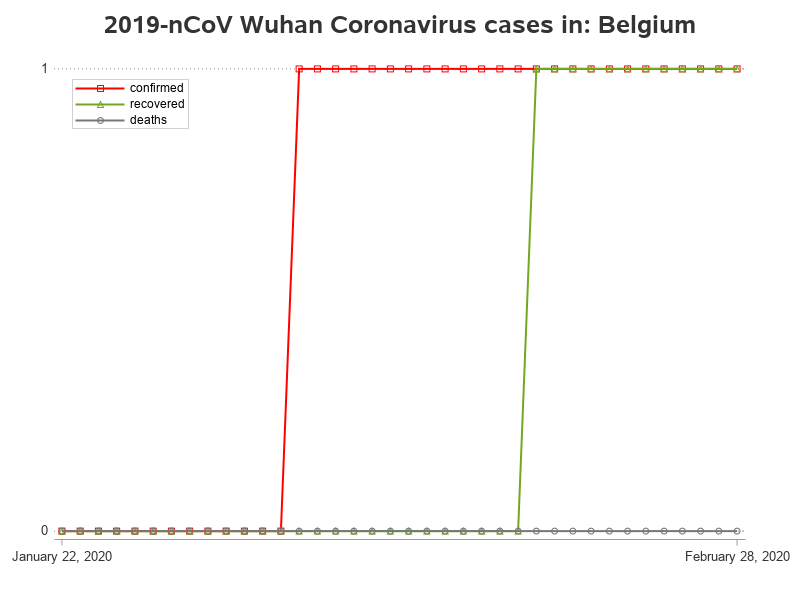 2019-nCoV Wuhan Coronavirus cases in: Belgium
1
confirmed
recovered
deaths
0
January 22, 2020
February 28, 2020